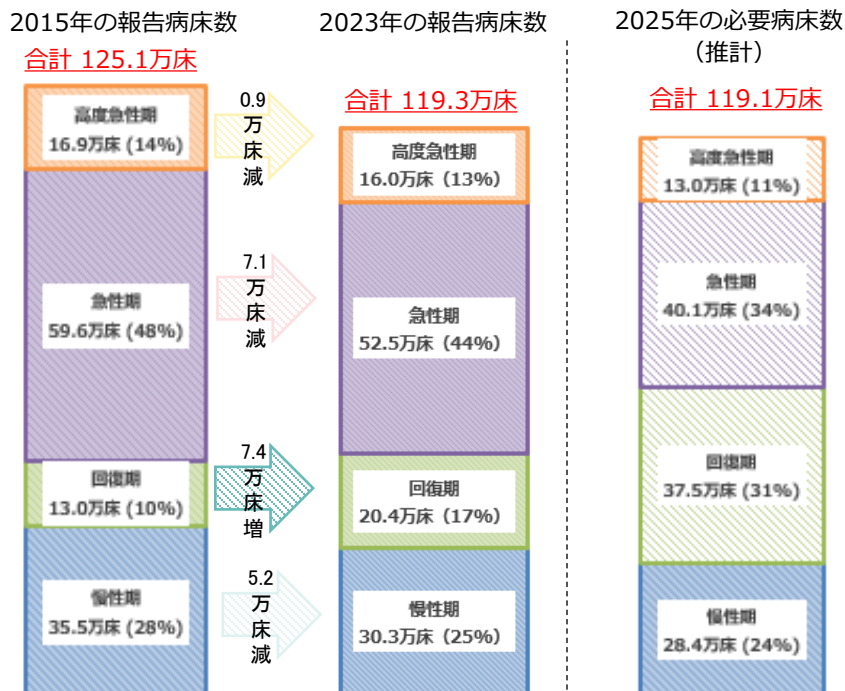 2015年の報告病床数
合計 125.1万床
高度急性期
16.9万床 (14%)
急性期
59.6万床 (48%)
回復期
13.0万床 (10%)
慢性期
35.5万床 (28%)
0.9
万
床
減
7.1
万
床
減
7.4
万
床
増
5.2
万
床
減
2023年の報告病床数
合計 119.3万床
高度急性期
16.0万床（13%）
急性期
52.5万床（44%）
回復期
20.4万床（17%）
慢性期
30.3万床（25%）
2025年の必要病床数
（推計）
合計 119.1万床
高度急性期
13.0万床 (11%)
急性期
40.1万床 (34%)
回復期
37.5万床 (31%)
慢性期
28.4万床 (24%)